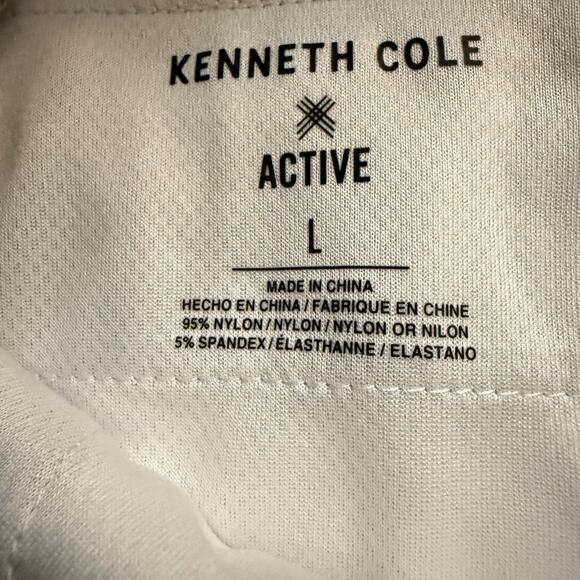 KENNETH COLE
ACTIVE
L
MADE IN CHINA
HECHO EN CHINA / FABRIQUE EN CHINE
95% NYLON / NYLON / NYLON OR NILON
5% SPANDEX / ÉLASTHANNE / ELASTANO